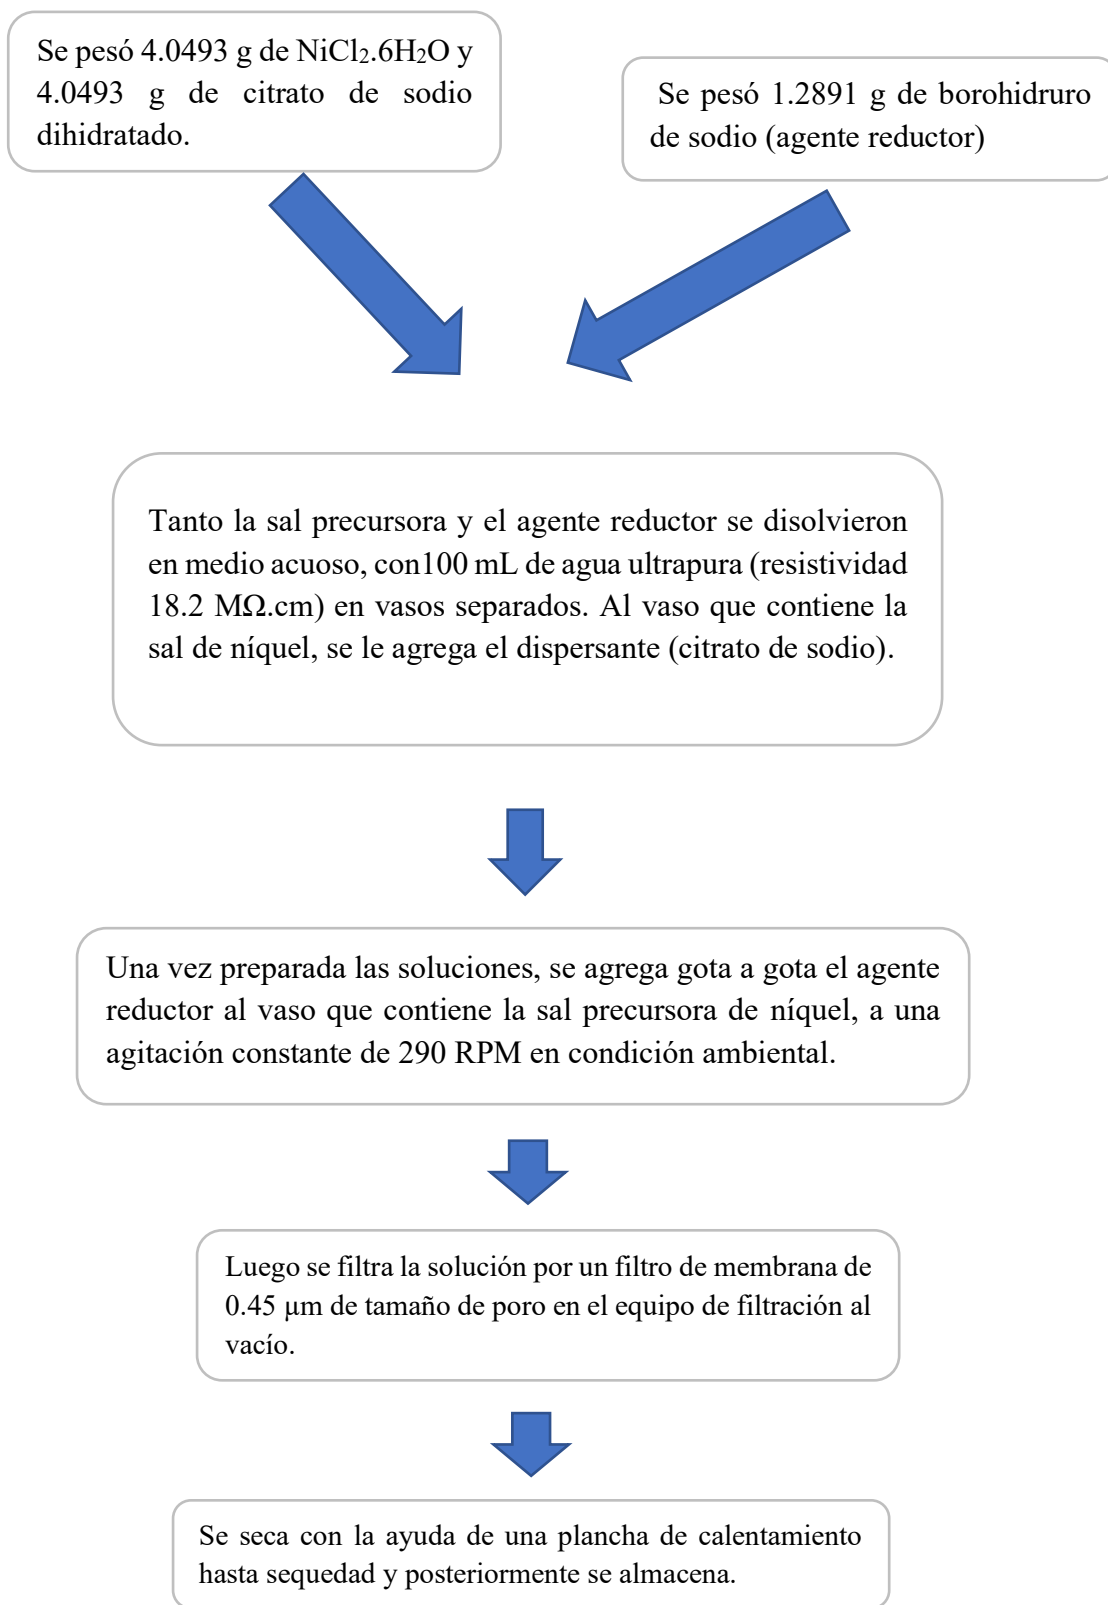 Se pesó 4.0493 g de NiCl₂.6H₂O y
4.0493 g de citrato de sodio
dihidratado.
Se pesó 1.2891 g de borohidruro
de sodio (agente reductor)
Tanto la sal precursora y el agente reductor se disolvieron
en medio acuoso, con100 mL de agua ultrapura (resistividad
18.2 MΩ.cm) en vasos separados. Al vaso que contiene la
sal de níquel, se le agrega el dispersante (citrato de sodio).
Una vez preparada las soluciones, se agrega gota a gota el agente
reductor al vaso que contiene la sal precursora de níquel, a una
agitación constante de 290 RPM en condición ambiental.
Luego se filtra la solución por un filtro de membrana de
0.45 µm de tamaño de poro en el equipo de filtración al
vacío.
Se seca con la ayuda de una plancha de calentamiento
hasta sequedad y posteriormente se almacena.